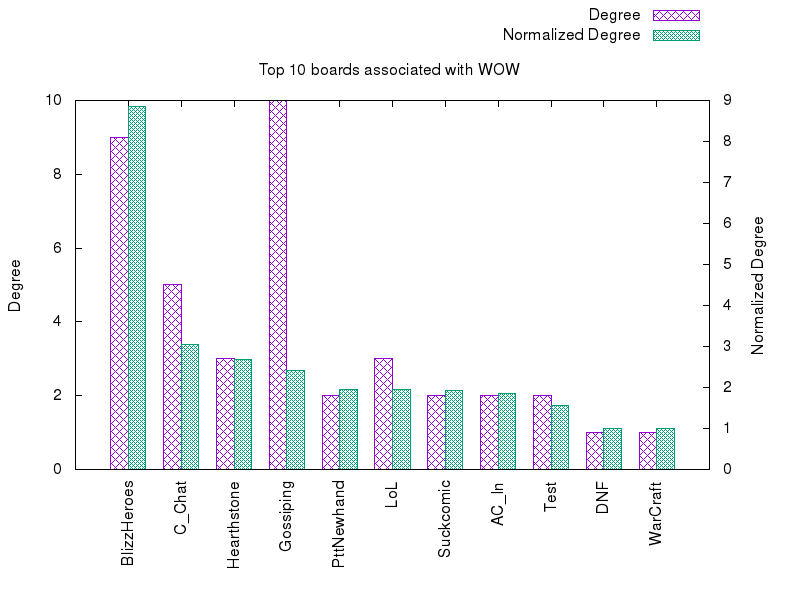 Degree
Normalized Degree
Top 10 boards associated with WOW
10
8
6
4
2
0
9
8
7
6
5
4
3
2
1
0
Degree
Normalized Degree
BlizzHeroes
C_Chat
Hearthstone
Gossiping
PttNewhand
LoL
Suckcomic
AC_In
Test
DNF
WarCraft